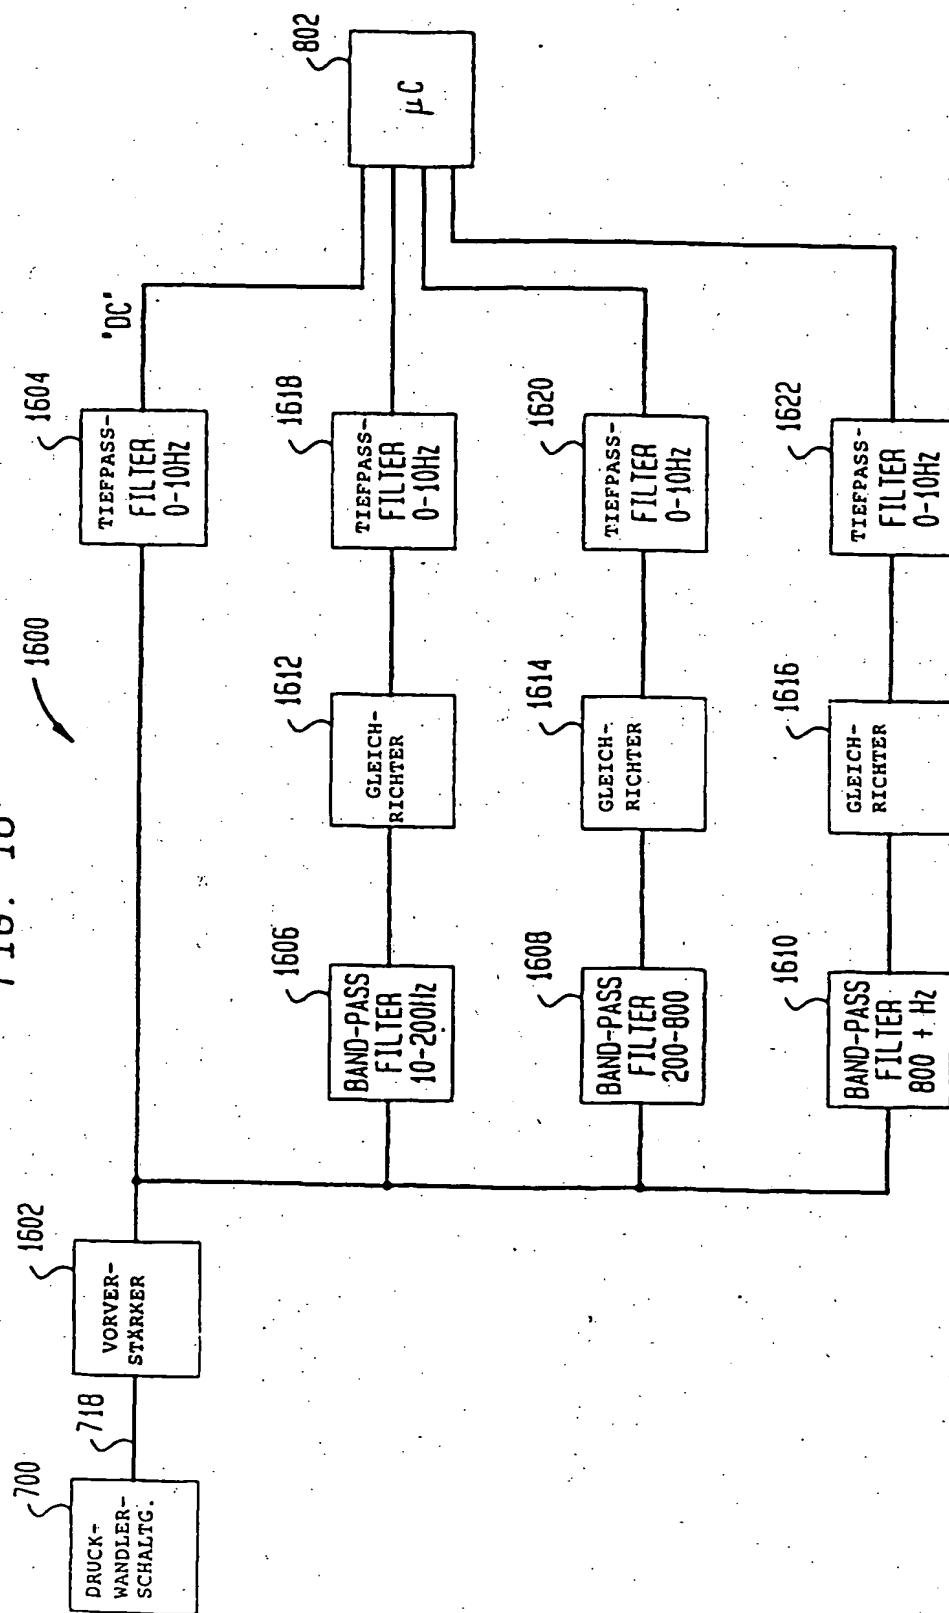 FIG. 16
1600
700
DRUCK-
WANDLER-
SCHALTG.
718
1602
VORVER-
STÄRKER
1604
TIEFPASS-
FILTER
0-10Hz
"DC"
802
µC
1606
BAND-PASS
FILTER
10-200Hz
1612
GLEICH-
RICHTER
1618
TIEFPASS-
FILTER
0-10Hz
1608
BAND-PASS
FILTER
200-800
1614
GLEICH-
RICHTER
1620
TIEFPASS-
FILTER
0-10Hz
1610
BAND-PASS
FILTER
800 + Hz
1616
GLEICH-
RICHTER
1622
TIEFPASS-
FILTER
0-10Hz